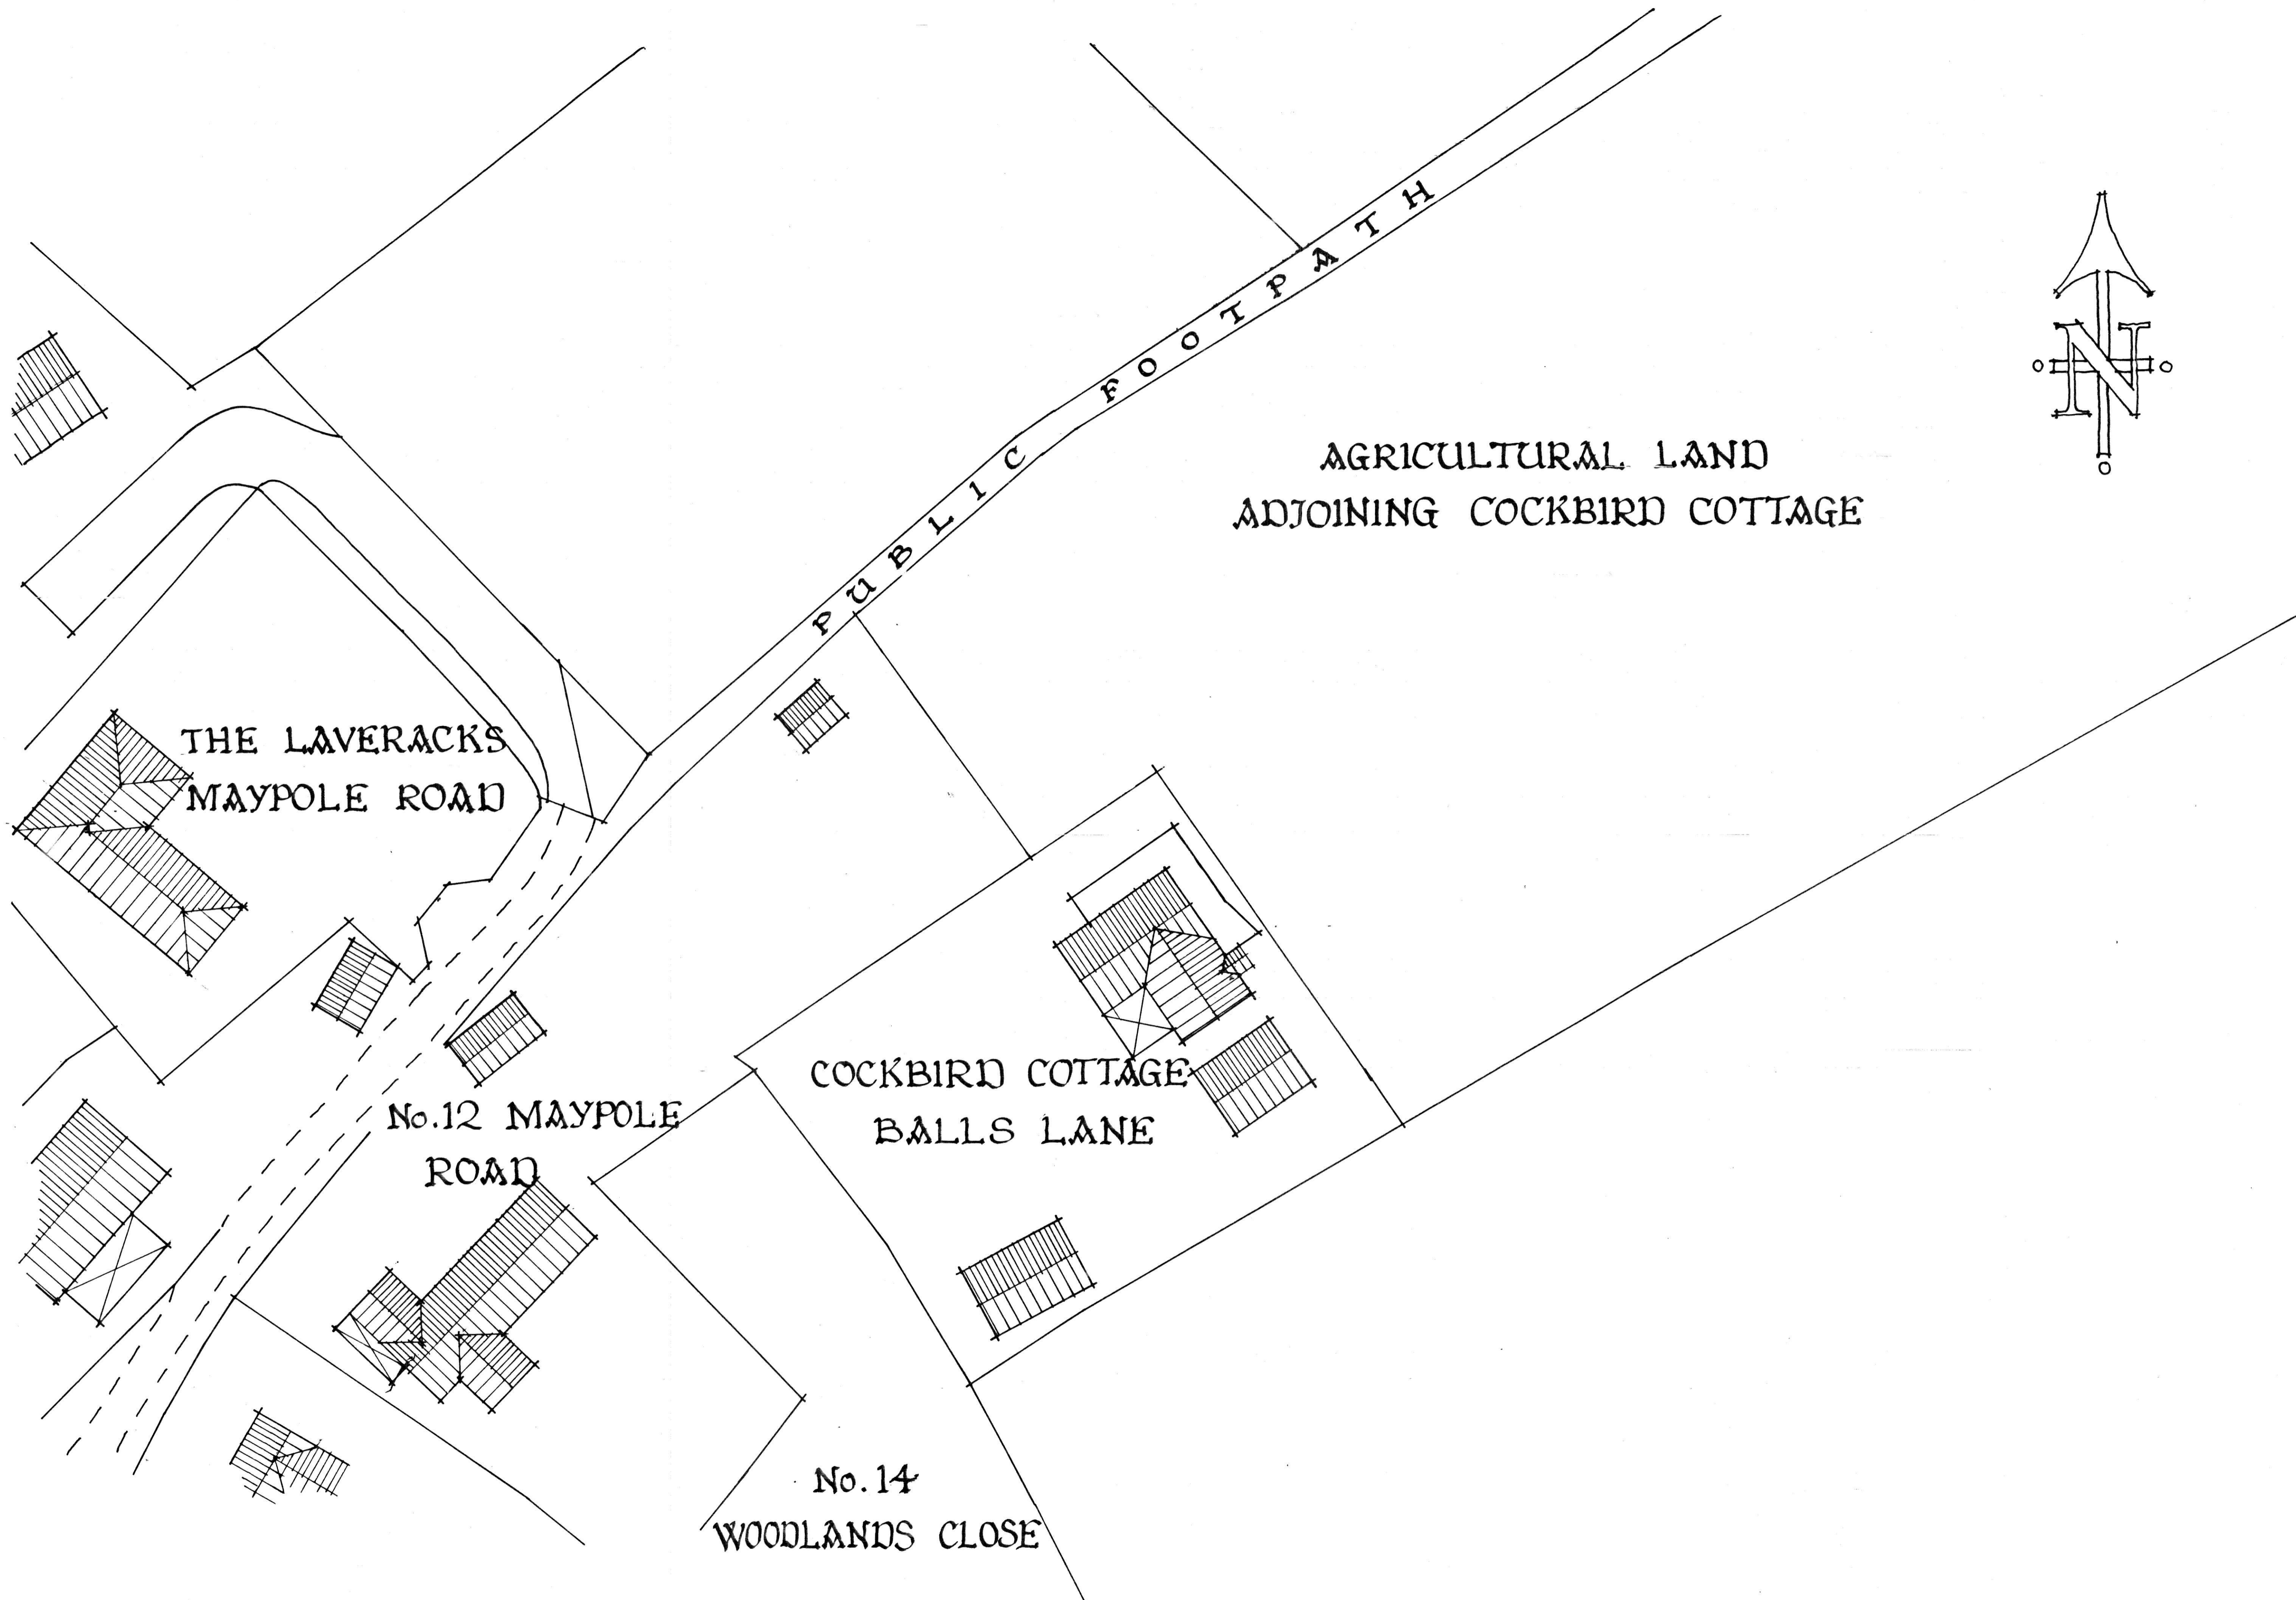 PUBLIC FOOTPATH
N
AGRICULTURAL LAND
ADJOINING COCKBIRD COTTAGE
THE LAVERACKS
MAYPOLE ROAD
COCKBIRD COTTAGE
BALLS LANE
No.12 MAYPOLE
ROAD
No.14
WOODLANDS CLOSE